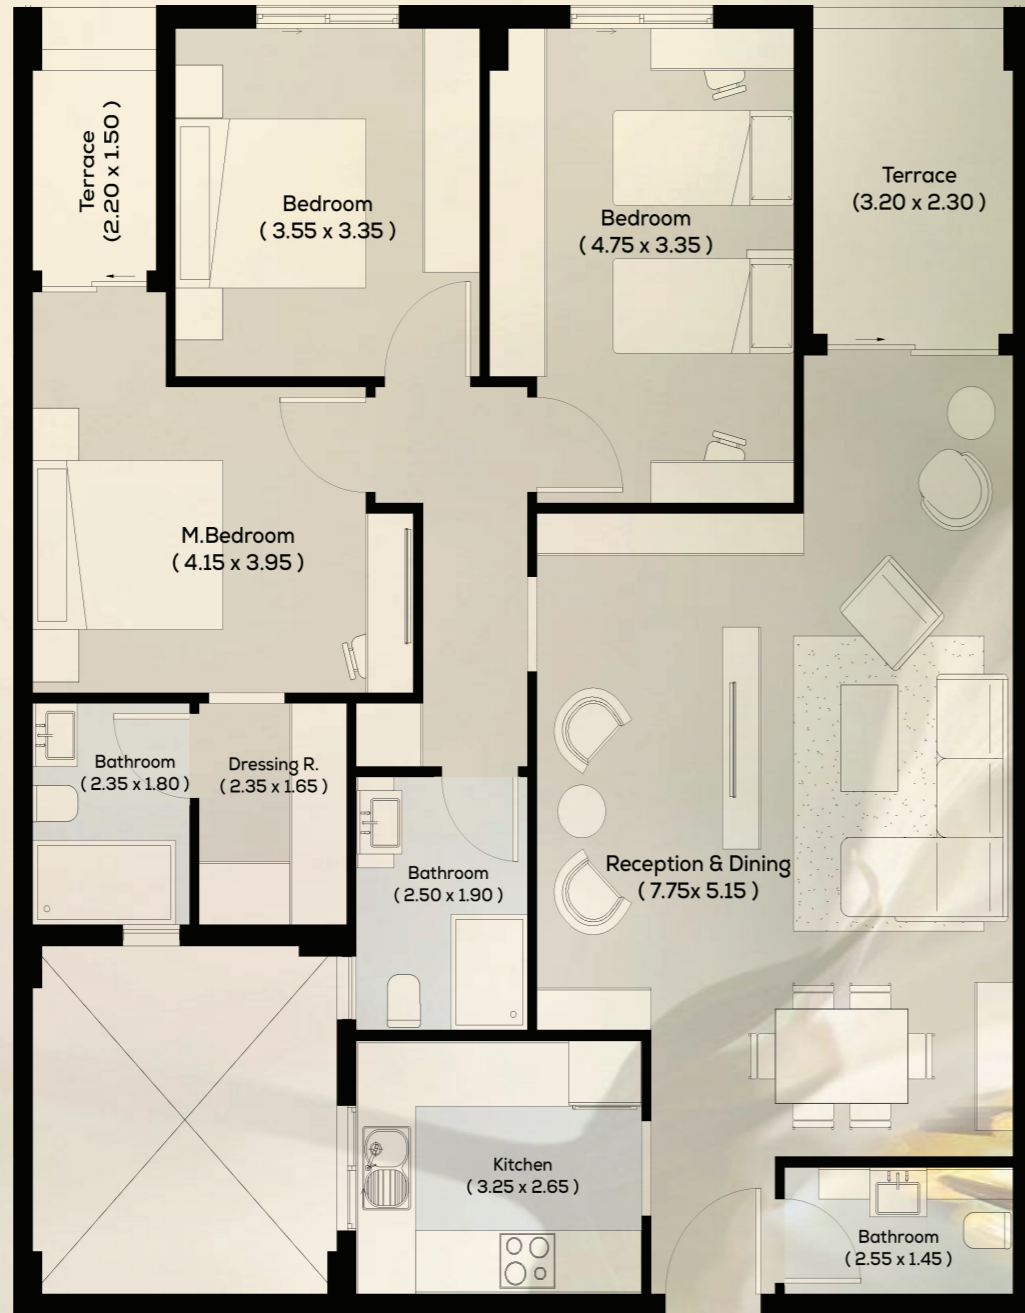 Terrace
(2.20 x 1.50 )
Bedroom
( 3.55 x 3.35 )
Bedroom
( 4.75 x 3.35 )
Terrace
(3.20 x 2.30 )
M.Bedroom
( 4.15 x 3.95 )
Bathroom
( 2.35 x 1.80 )
Dressing R.
( 2.35 x 1.65 )
Bathroom
( 2.50 x 1.90 )
Reception & Dining
( 7.75x 5.15 )
Kitchen
( 3.25 x 2.65 )
Bathroom
( 2.55 x 1.45 )